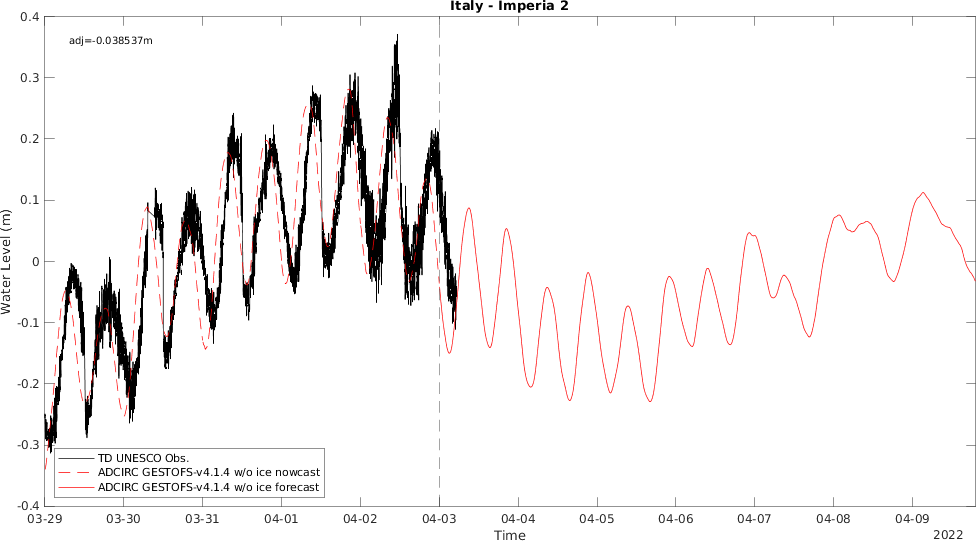 Italy - Imperia 2
adj=-0.038537m
0.4
0.3
0.2
0.1
0
-0.1
-0.2
-0.3
-0.4
Water Level (m)
TD UNESCO Obs.
ADCIRC GESTOFS-v4.1.4 w/o ice nowcast
ADCIRC GESTOFS-v4.1.4 w/o ice forecast
03-29 03-30 03-31 04-01 04-02 04-03 04-04 04-05 04-06 04-07 04-08 04-09
Time
2022